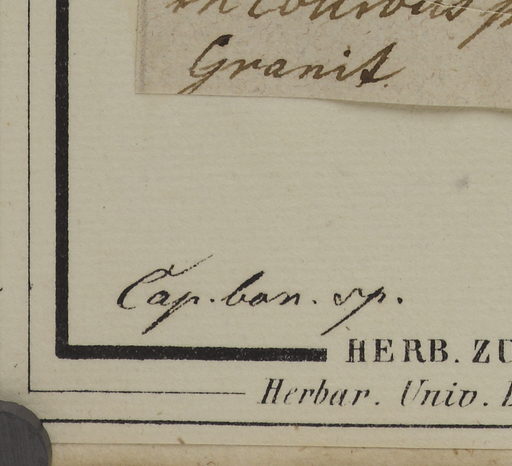 Granit
Cap. bon. sp.
HERB. ZU
Herbar. Univ.